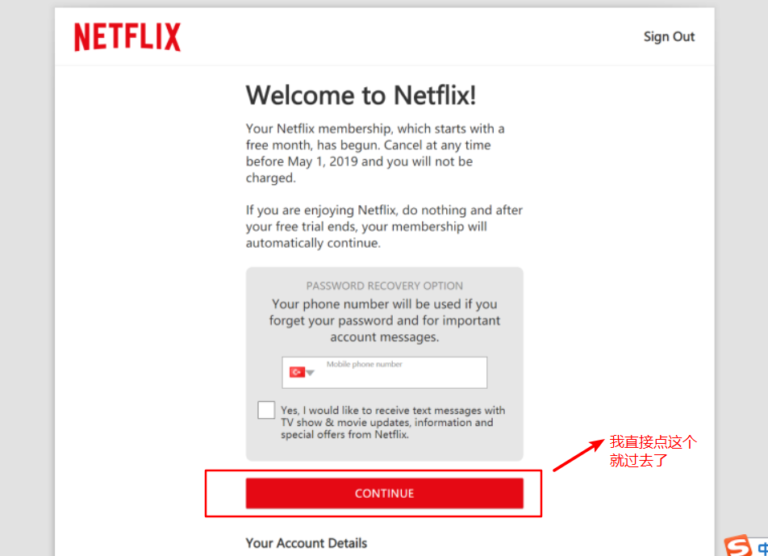 NETFLIX
Sign Out
Welcome to Netflix!
Your Netflix membership, which starts with a
free month, has begun. Cancel at any time
before May 1, 2019 and you will not be
charged.
If you are enjoying Netflix, do nothing and after
your free trial ends, your membership will
automatically continue.
PASSWORD RECOVERY OPTION
Your phone number will be used if you
forget your password and for important
account messages.
Mobile phone number
Yes, I would like to receive text messages with
TV show & movie updates, information and
special offers from Netflix.
我直接点这个
就过去了
CONTINUE
Your Account Details
S 中